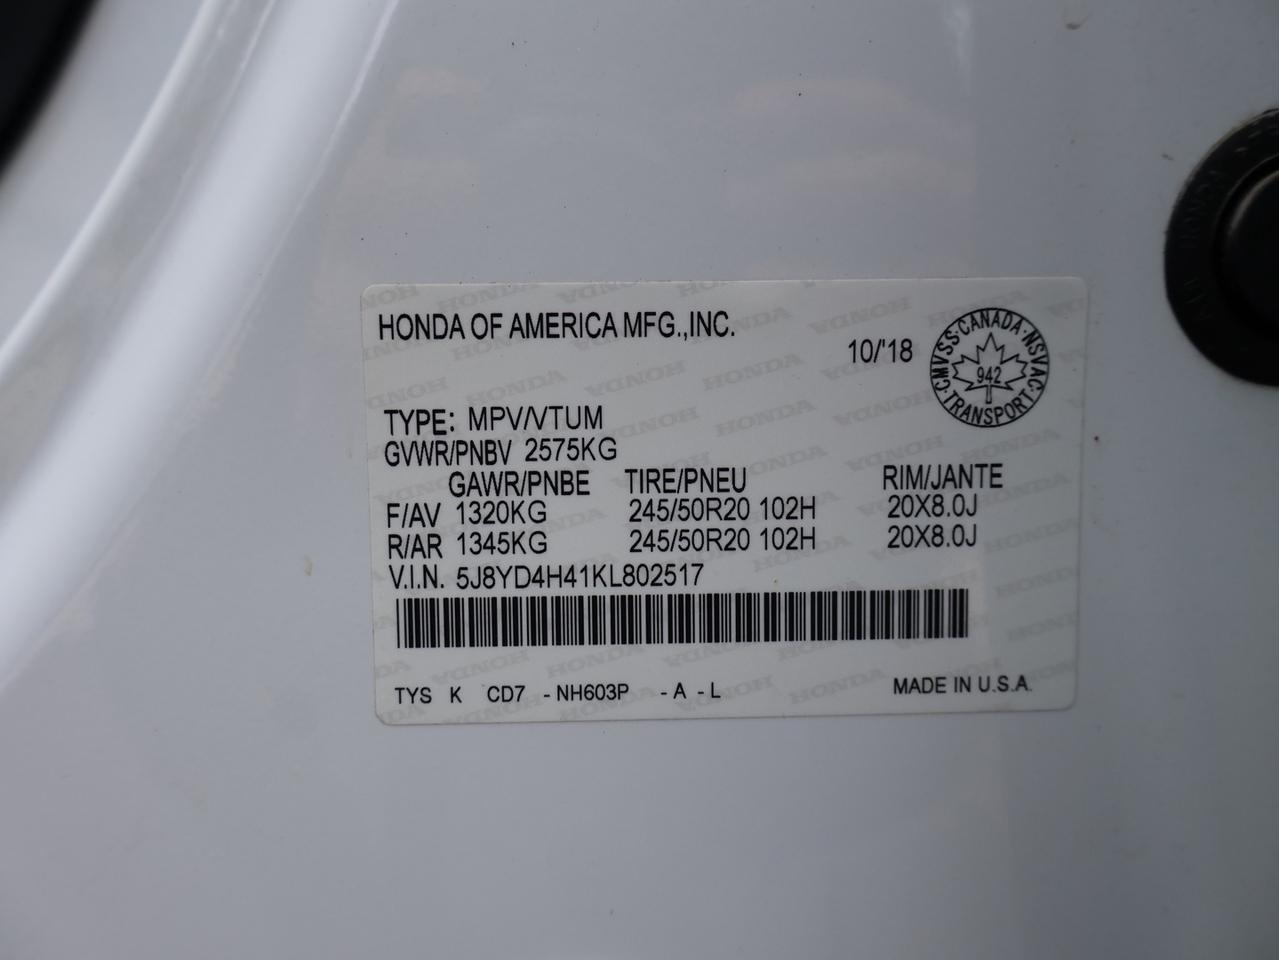 HONDA OF AMERICA MFG.,INC.
10/'18
CMVSS·CANADA·NSVAC·TRANSPORT
942
TYPE: MPV/VTUM
GVWR/PNBV 2575KG
GAWR/PNBE TIRE/PNEU RIM/JANTE
F/AV 1320KG 245/50R20 102H 20X8.0J
R/AR 1345KG 245/50R20 102H 20X8.0J
V.I.N. 5J8YD4H41KL802517
TYS K CD7 - NH603P - A - L
MADE IN U.S.A.
HONDA